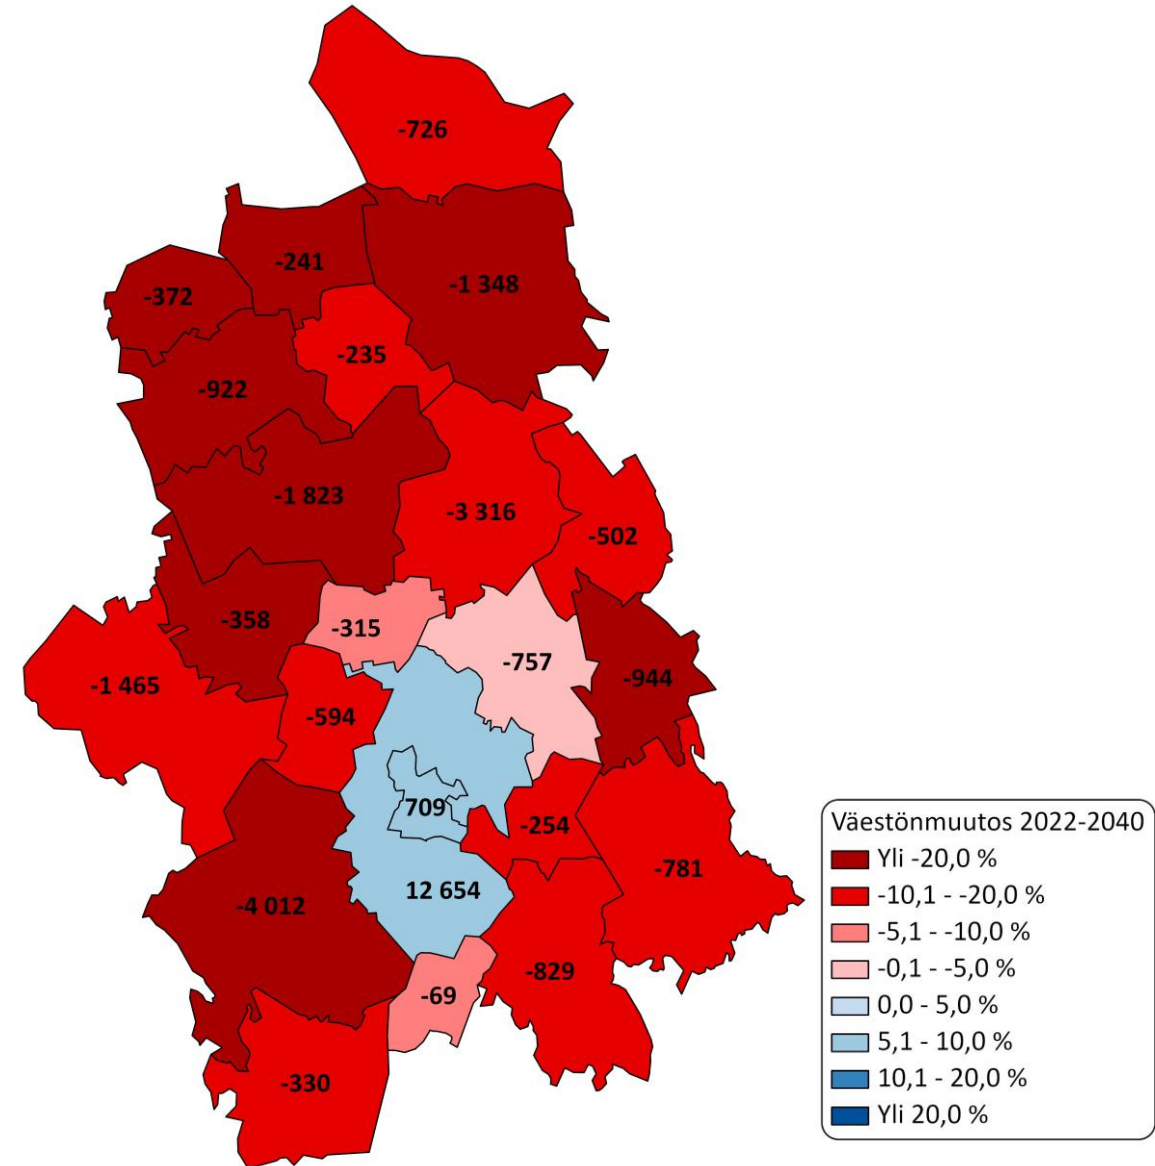 -726
-241
-1 348
-372
-235
-922
-1 823
-3 316
-502
-358
-315
-757
-944
-1 465
-594
709
-254
-781
12 654
-4 012
-829
-69
-330
Väestönmuutos 2022-2040
Yli -20,0 %
-10,1 - -20,0 %
-5,1 - -10,0 %
-0,1 - -5,0 %
0,0 - 5,0 %
5,1 - 10,0 %
10,1 - 20,0 %
Yli 20,0 %